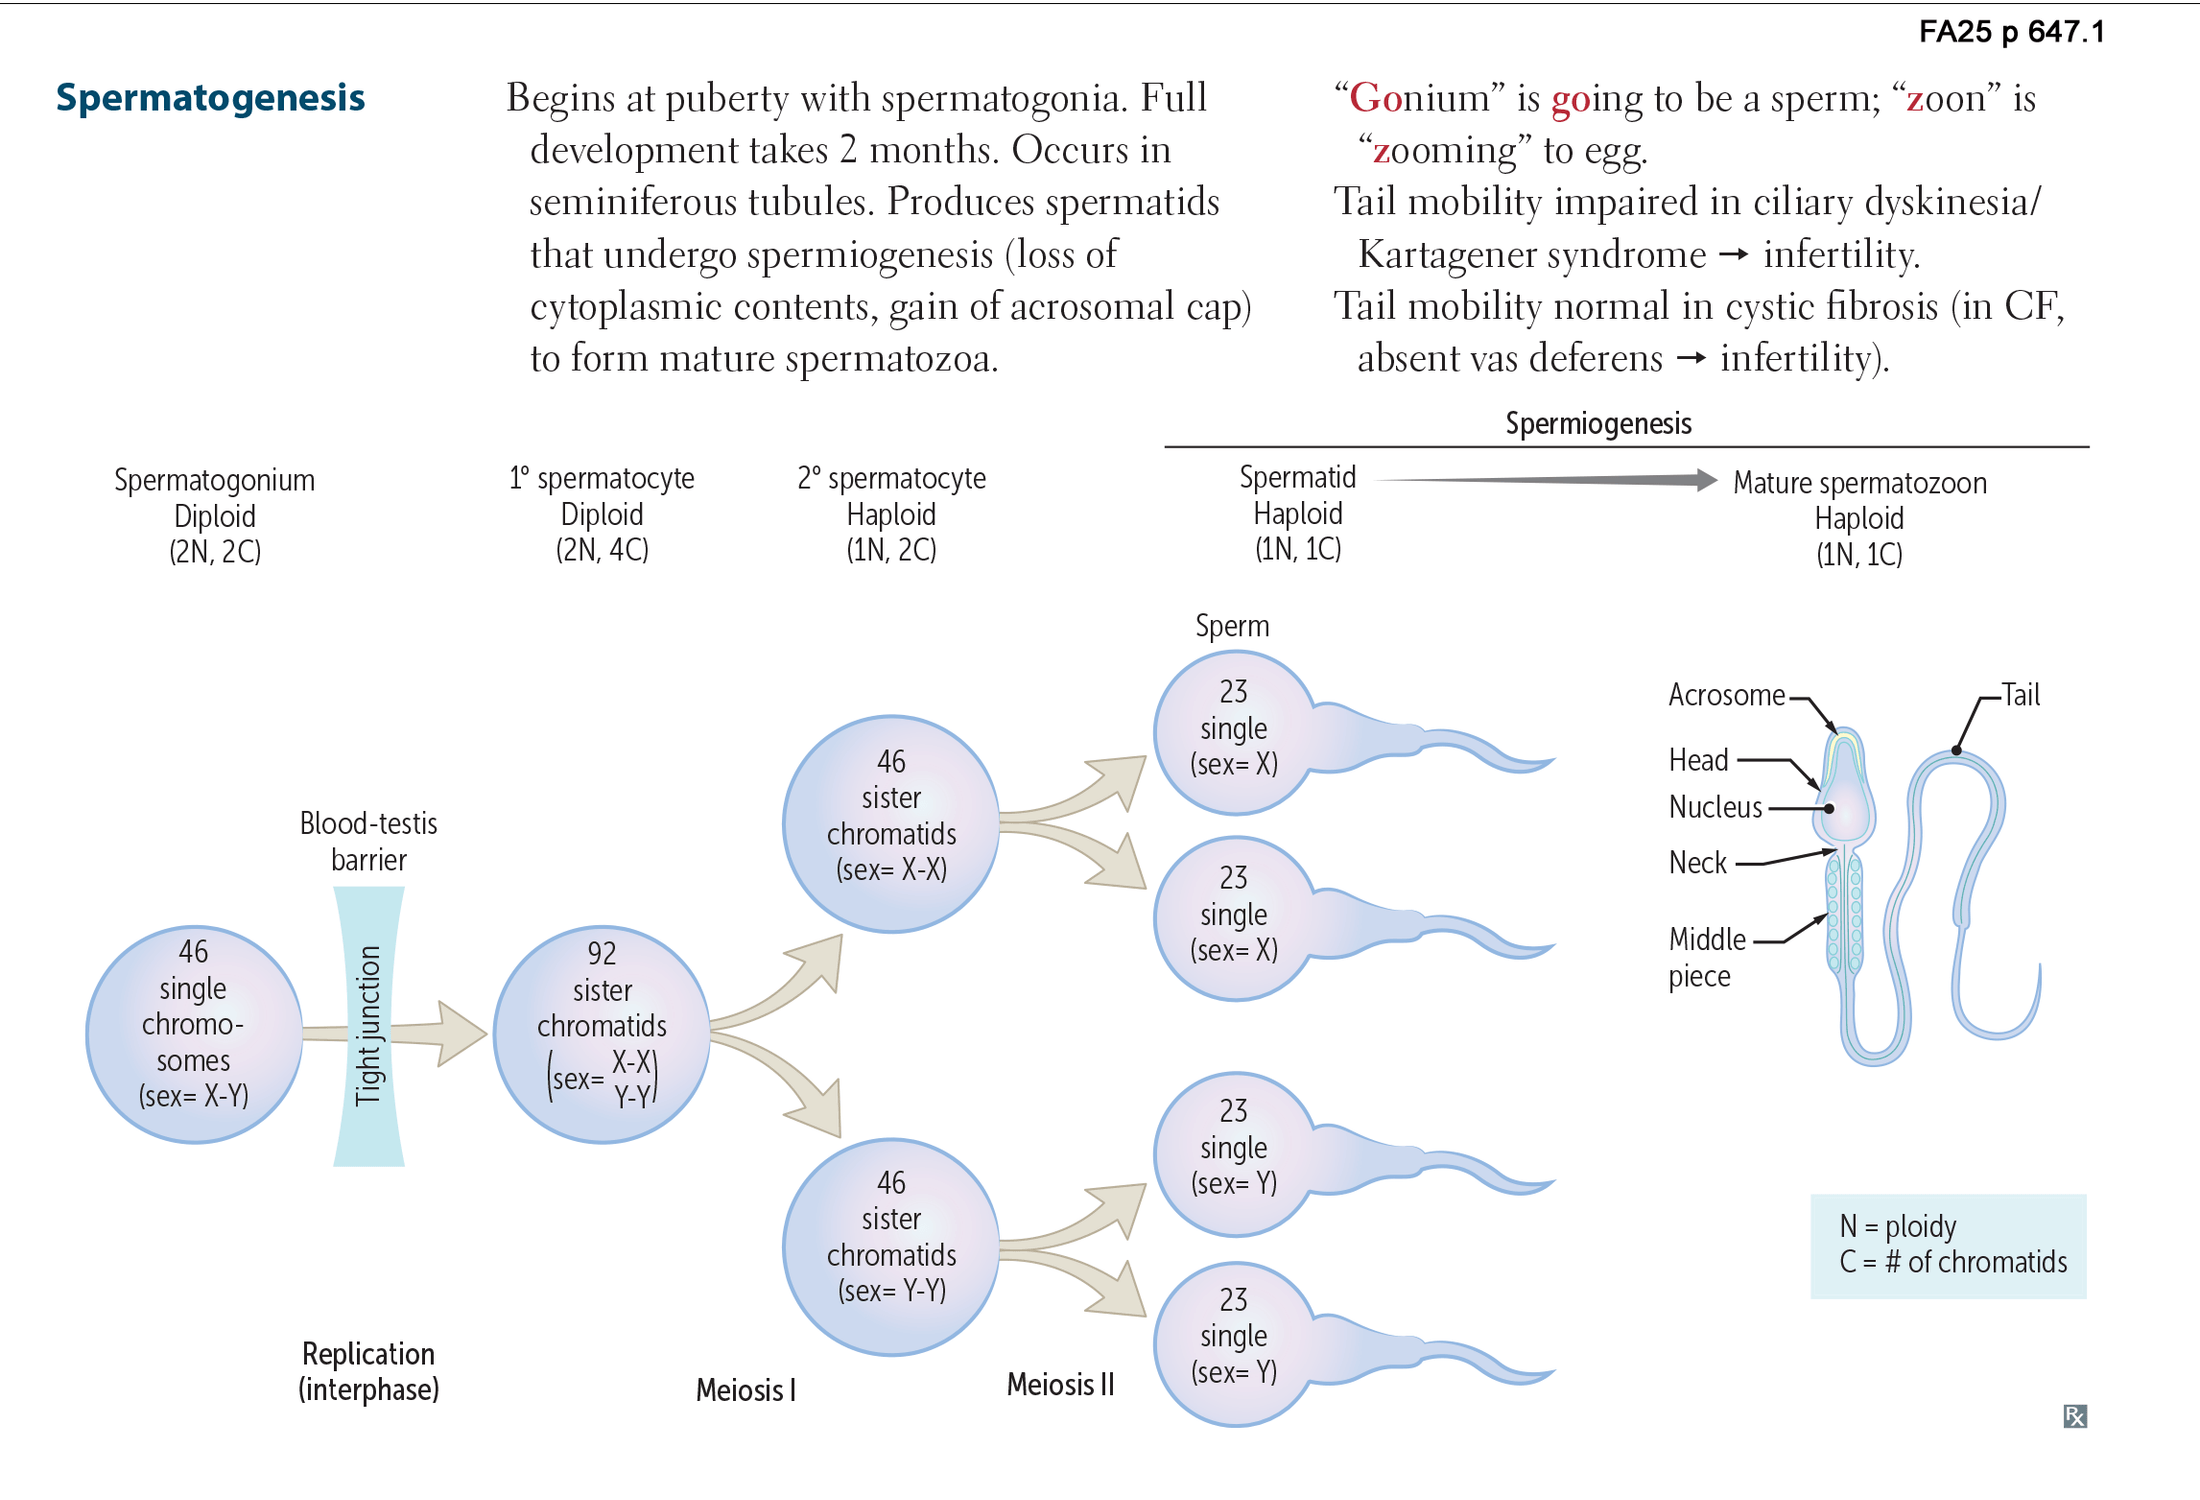 FA25 p 647.1
Spermatogenesis
Begins at puberty with spermatogonia. Full
development takes 2 months. Occurs in
seminiferous tubules. Produces spermatids
that undergo spermiogenesis (loss of
cytoplasmic contents, gain of acrosomal cap)
to form mature spermatozoa.
“Gonium” is going to be a sperm; “zoon” is
“zooming” to egg.
Tail mobility impaired in ciliary dyskinesia/
Kartagener syndrome → infertility.
Tail mobility normal in cystic fibrosis (in CF,
absent vas deferens → infertility).
Spermiogenesis
Spermatogonium
Diploid
(2N, 2C)
1° spermatocyte
Diploid
(2N, 4C)
2° spermatocyte
Haploid
(1N, 2C)
Spermatid
Haploid
(1N, 1C)
Mature spermatozoon
Haploid
(1N, 1C)
46
single
chromo-
somes
(sex= X-Y)
Blood-testis
barrier
Tight junction
92
sister
chromatids
(sex= X-X
Y-Y)
46
sister
chromatids
(sex= X-X)
46
sister
chromatids
(sex= Y-Y)
Sperm
23
single
(sex= X)
23
single
(sex= X)
23
single
(sex= Y)
23
single
(sex= Y)
Acrosome
Head
Nucleus
Neck
Middle
piece
Tail
N = ploidy
C = # of chromatids
Replication
(interphase)
Meiosis I
Meiosis II
Rx